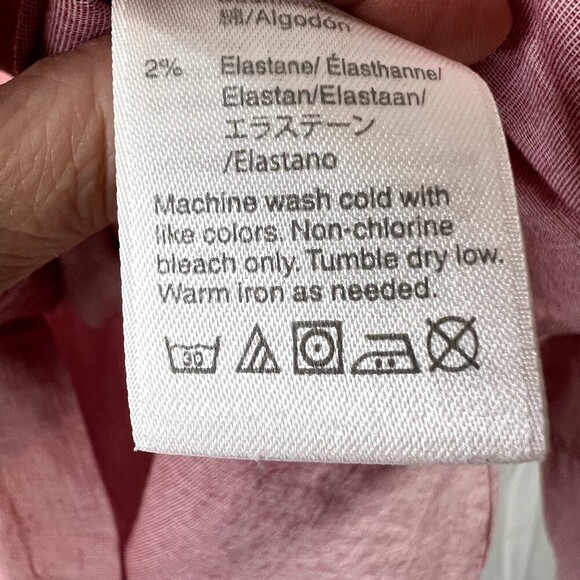 綿/Algodón
2% Elastane/ Élasthanne/
Elastan/Elastaan/
エラステーン
/Elastano
Machine wash cold with
like colors. Non-chlorine
bleach only. Tumble dry low.
Warm iron as needed.
30